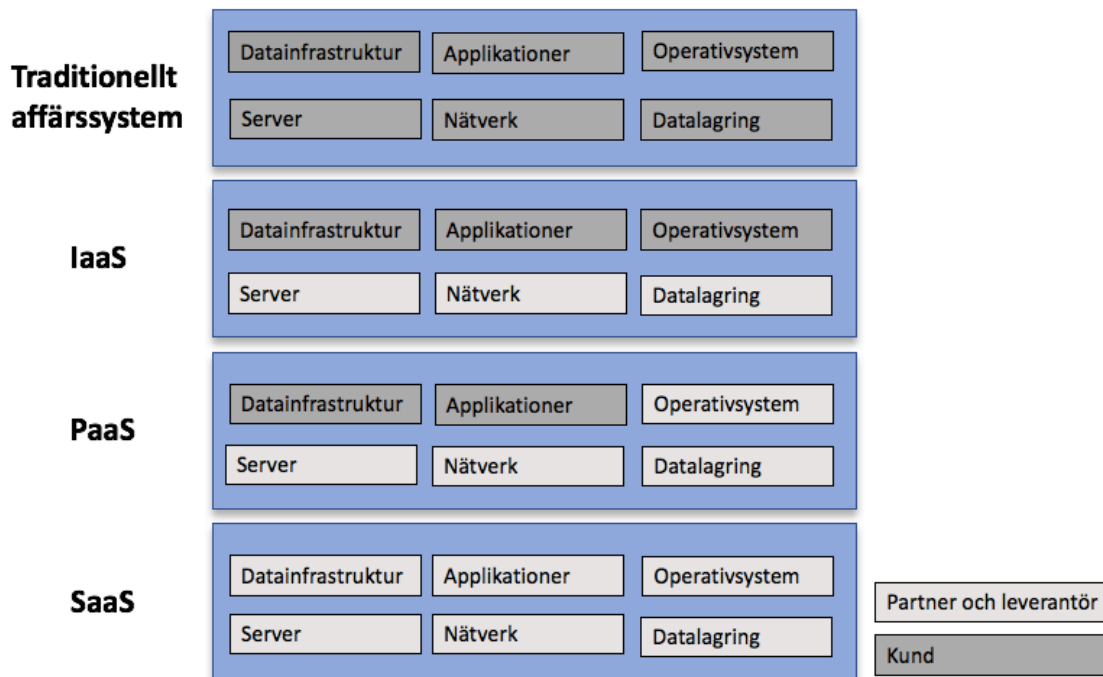 Traditionellt
affärssystem
Datainfrastruktur Applikationer Operativsystem
Server Nätverk Datalagring
IaaS
Datainfrastruktur Applikationer Operativsystem
Server Nätverk Datalagring
PaaS
Datainfrastruktur Applikationer Operativsystem
Server Nätverk Datalagring
SaaS
Datainfrastruktur Applikationer Operativsystem
Server Nätverk Datalagring
Partner och leverantör
Kund